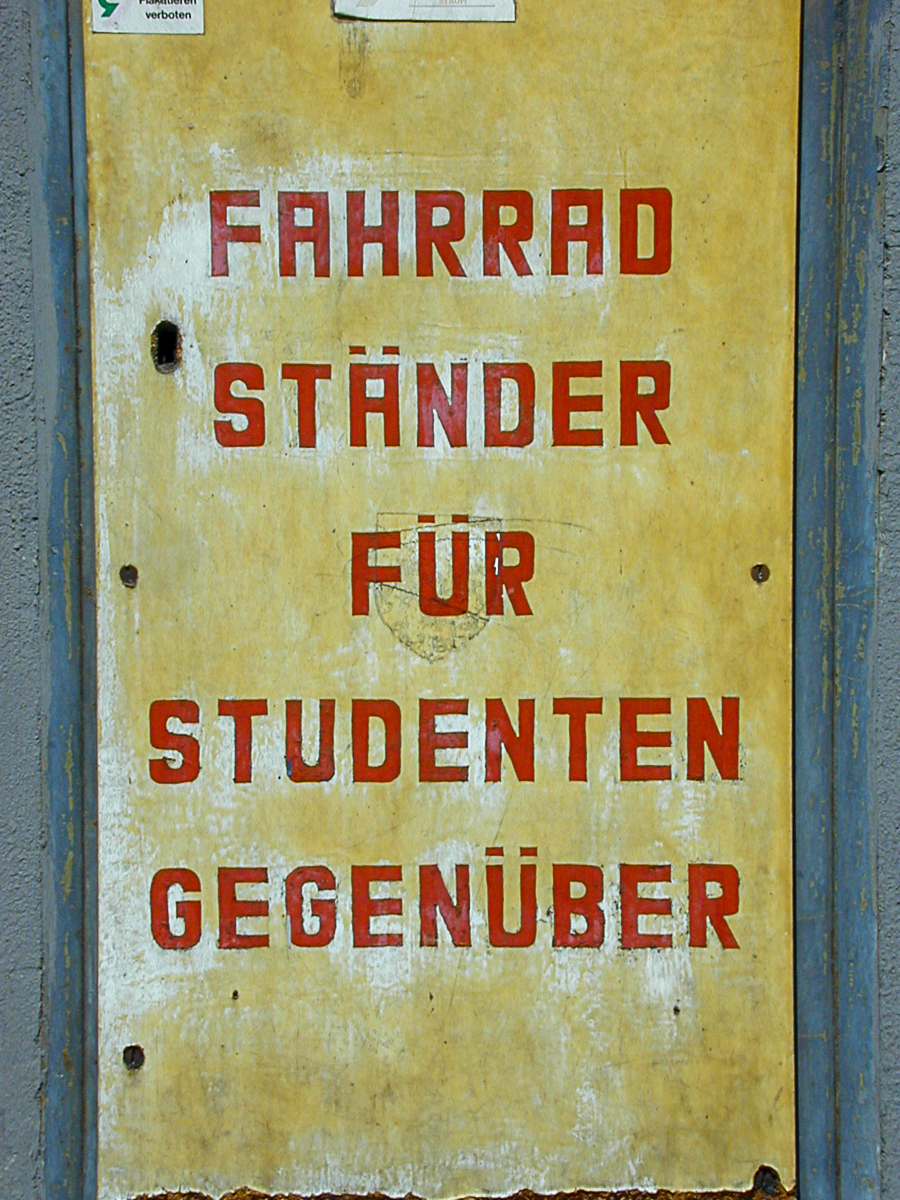 Plakatieren
verboten
FAHRRAD
STÄNDER
FÜR
STUDENTEN
GEGENÜBER